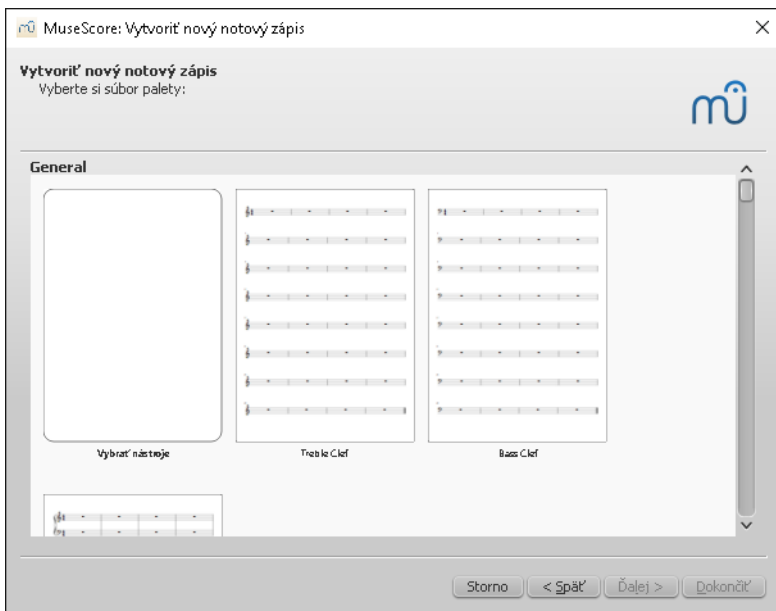 MuseScore: Vytvoriť nový notový zápis
Vytvoriť nový notový zápis
Vyberte si súbor palety:
General
Vybrať nástroje
Treble Clef
Bass Clef
Storno
< Späť
Ďalej >
Dokončiť